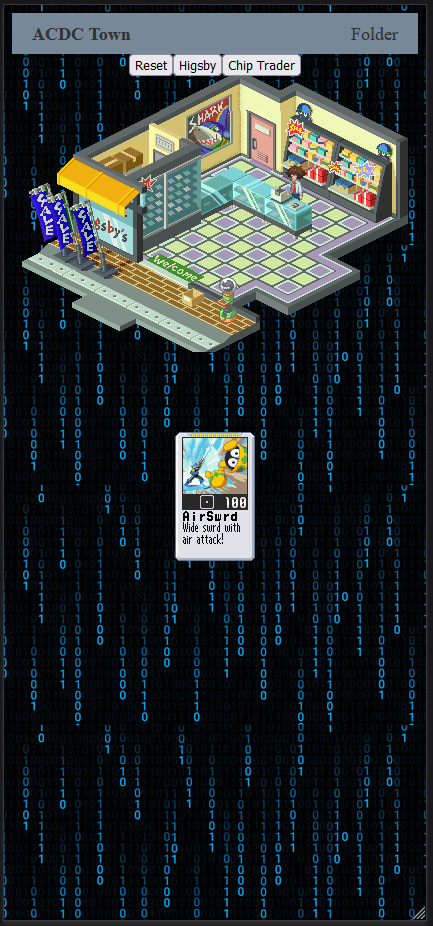 ACDC Town
Folder
Reset
Higsby
Chip Trader
SHARK
SALE
SALE
SALE
sby's
Welcome
100
AirSwrd
Wide swrd with
air attack!